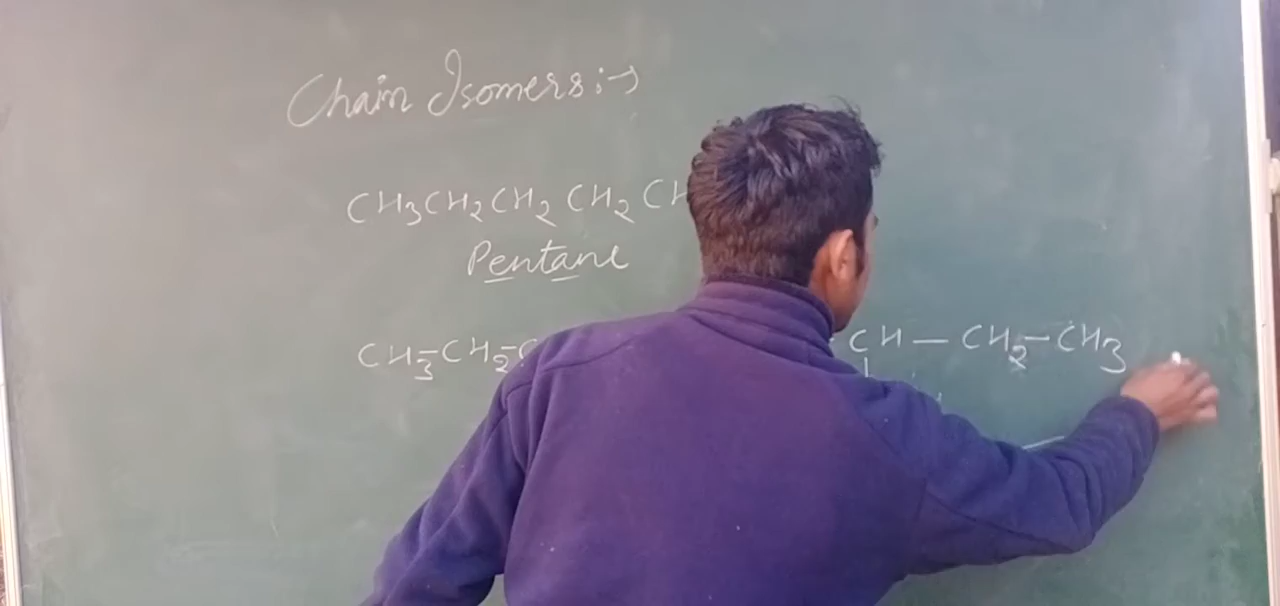 Chain Isomers :→
CH3CH2CH2 CH2 CH
Pentane
CH3-CH2-C CH — CH2-CH3